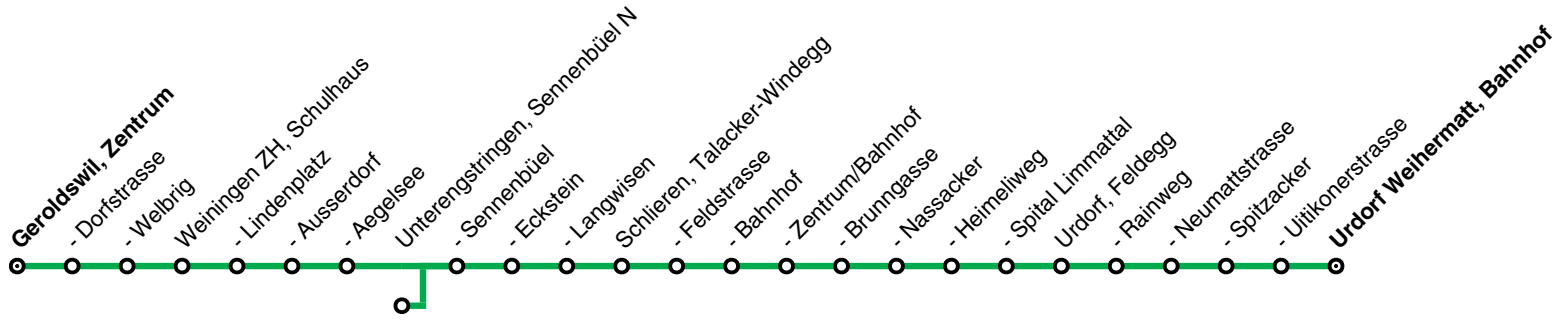 Geroldswil, Zentrum
- Dorfstrasse
- Welbrig
Weiningen ZH, Schulhaus
- Lindenplatz
- Ausserdorf
- Aegelsee
Unterengstringen, Sennenbüel N
- Sennenbüel
- Eckstein
- Langwisen
Schlieren, Talacker-Windegg
- Feldstrasse
- Bahnhof
- Zentrum/Bahnhof
- Brunngasse
- Nassacker
- Heimeliweg
- Spital Limmattal
Urdorf, Feldegg
- Rainweg
- Neumattstrasse
- Spitzacker
- Uitikonerstrasse
Urdorf Weihermatt, Bahnhof